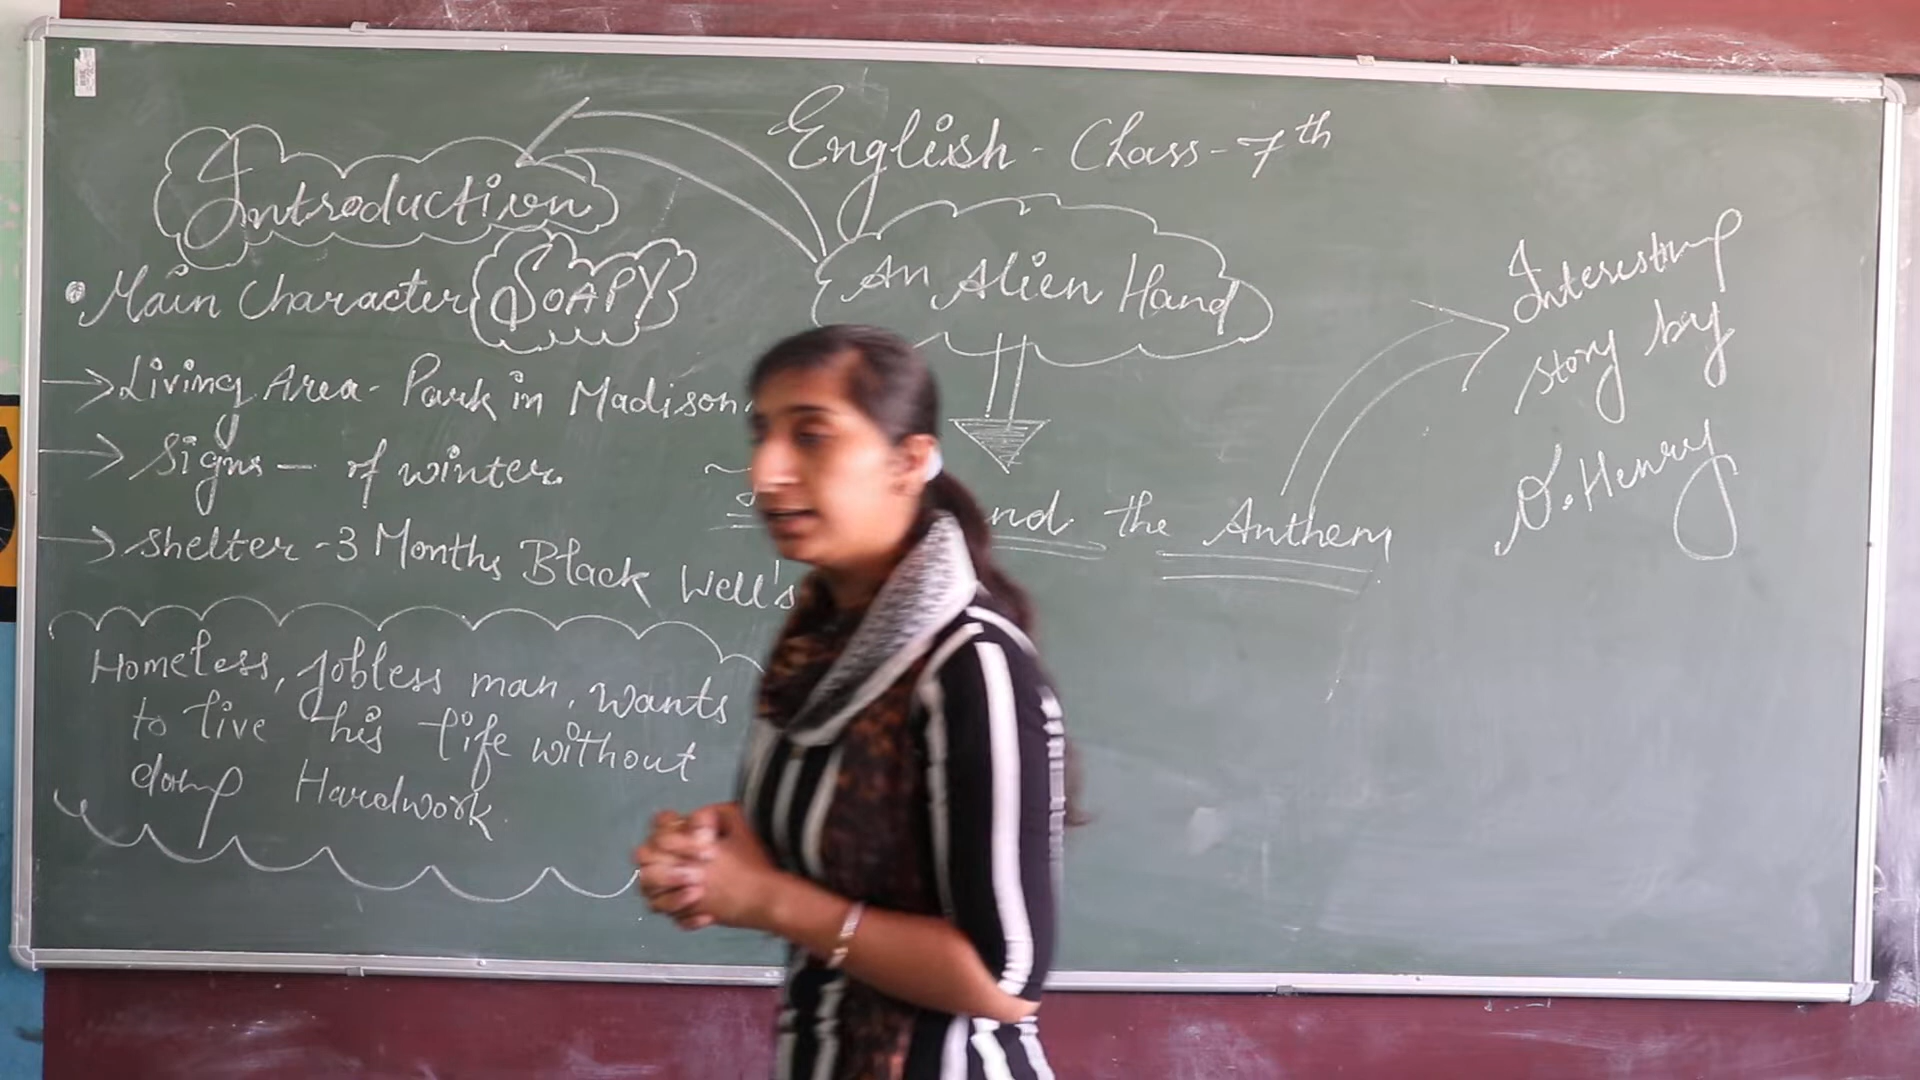 English - Class - 7th
Introduction
An Alien Hand
• Main Character SOAPY
→ Living Area - Park in Madison
→ Signs — of winter.
→ Shelter - 3 Months Black Well's
Homeless, jobless man, wants
to live his life without
doing Hardwork.
the Anthem
Interesting
story by
O. Henry